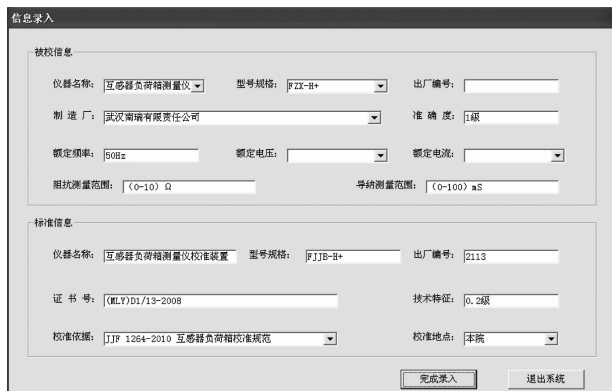 信息录入
被校信息
仪器名称: 互感器负荷箱测量仪 型号规格: FZX-H+ 出厂编号:
制 造 厂: 武汉南瑞有限责任公司 准 确 度: 1级
额定频率: 50Hz 额定电压: 额定电流:
阻抗测量范围: (0-10) Ω 导纳测量范围: (0-100) mS
标准信息
仪器名称: 互感器负荷箱测量仪校准装置 型号规格: FJJB-H+ 出厂编号: 2113
证 书 号: (MLY)D1/13-2008 技术特征: 0.2级
校准依据: JJF 1264-2010 互感器负荷箱校准规范 校准地点: 本院
完成录入 退出系统